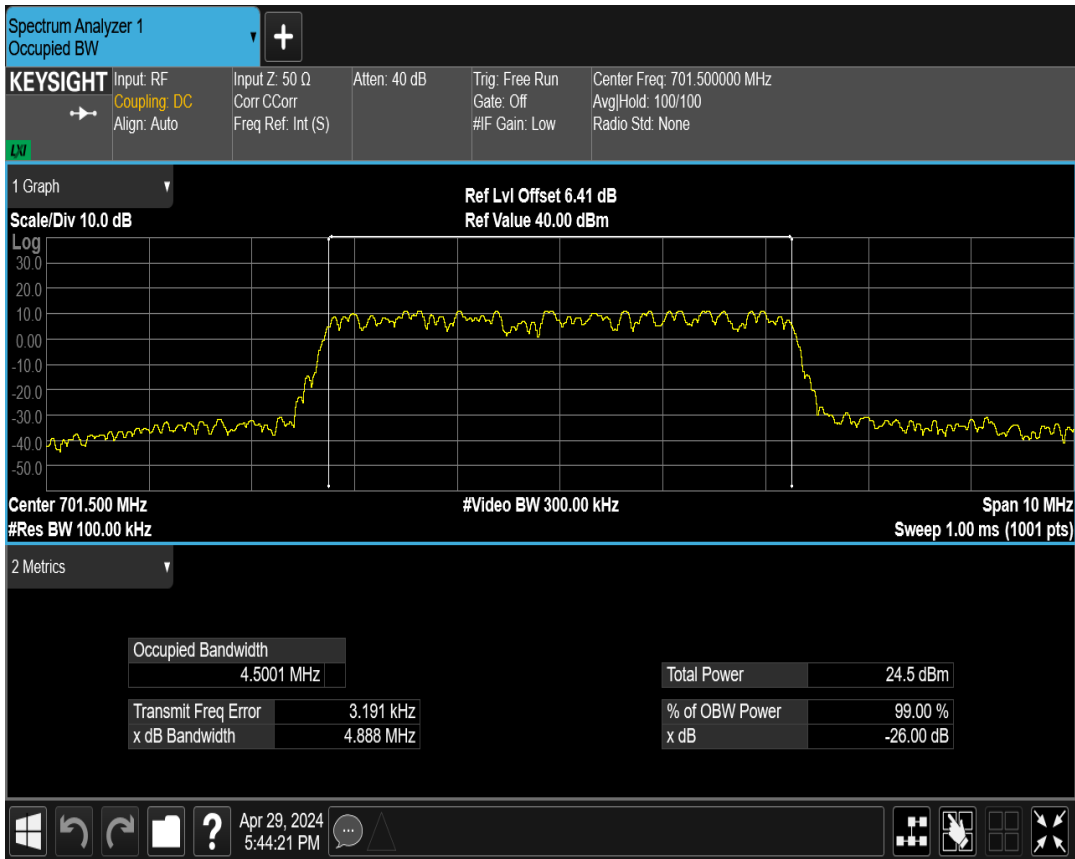 Spectrum Analyzer 1
Occupied BW
+
KEYSIGHT
LXI
Input: RF
Coupling: DC
Align: Auto
Input Z: 50 Ω
Corr CCorr
Freq Ref: Int (S)
Atten: 40 dB
Trig: Free Run
Gate: Off
#IF Gain: Low
Center Freq: 701.500000 MHz
Avg|Hold: 100/100
Radio Std: None
1 Graph
Ref Lvl Offset 6.41 dB
Scale/Div 10.0 dB
Ref Value 40.00 dBm
Log
30.0
20.0
10.0
0.00
-10.0
-20.0
-30.0
-40.0
-50.0
Center 701.500 MHz
#Video BW 300.00 kHz
Span 10 MHz
#Res BW 100.00 kHz
Sweep 1.00 ms (1001 pts)
2 Metrics
Occupied Bandwidth
4.5001 MHz
Total Power 24.5 dBm
Transmit Freq Error 3.191 kHz
% of OBW Power 99.00 %
x dB Bandwidth 4.888 MHz
x dB -26.00 dB
?
Apr 29, 2024
5:44:21 PM